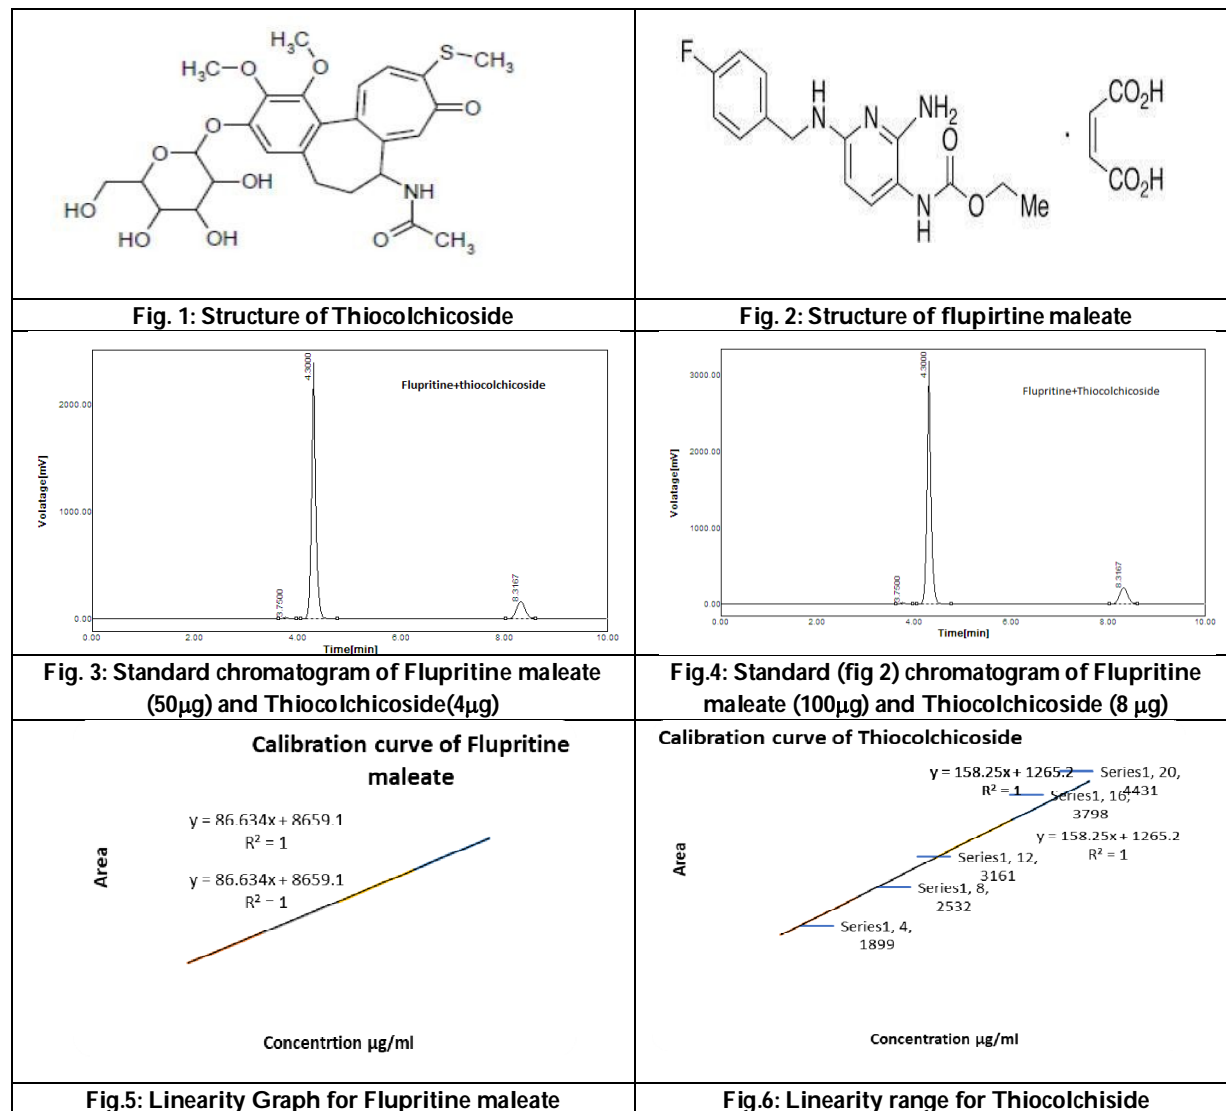 H₃C
H₃C
O
O
S
CH₃
O
O
O
OH
HO
HO
OH
NH
O
CH₃
Fig. 1: Structure of Thiocolchicoside
F
H
N
N
NH₂
O
N
H
O
Me
·
CO₂H
CO₂H
Fig. 2: Structure of flupirtine maleate
Flupritine+thiocolchicoside
4.3000
3.7500
8.3167
2000.00
1000.00
0.00
Volatage[mV]
0.00 2.00 4.00 6.00 8.00 10.00
Time[min]
Fig. 3: Standard chromatogram of Flupritine maleate
(50µg) and Thiocolchicoside(4µg)
Flupritine+Thiocolchicoside
4.3000
3.7500
8.3167
3000.00
2000.00
1000.00
0.00
Volatage[mV]
0.00 2.00 4.00 6.00 8.00 10.00
Time[min]
Fig.4: Standard (fig 2) chromatogram of Flupritine
maleate (100µg) and Thiocolchicoside (8 µg)
Calibration curve of Flupritine
maleate
y = 86.634x + 8659.1
R² = 1
y = 86.634x + 8659.1
R² = 1
Area
Concentrtion µg/ml
Fig.5: Linearity Graph for Flupritine maleate
Calibration curve of Thiocolchicoside
y = 158.25x + 1265.2
R² = 1
Series1, 20,
4431
Series1, 16,
3798
y = 158.25x + 1265.2
R² = 1
Series1, 12,
3161
Series1, 8,
2532
Series1, 4,
1899
Area
Concentration µg/ml
Fig.6: Linearity range for Thiocolchiside